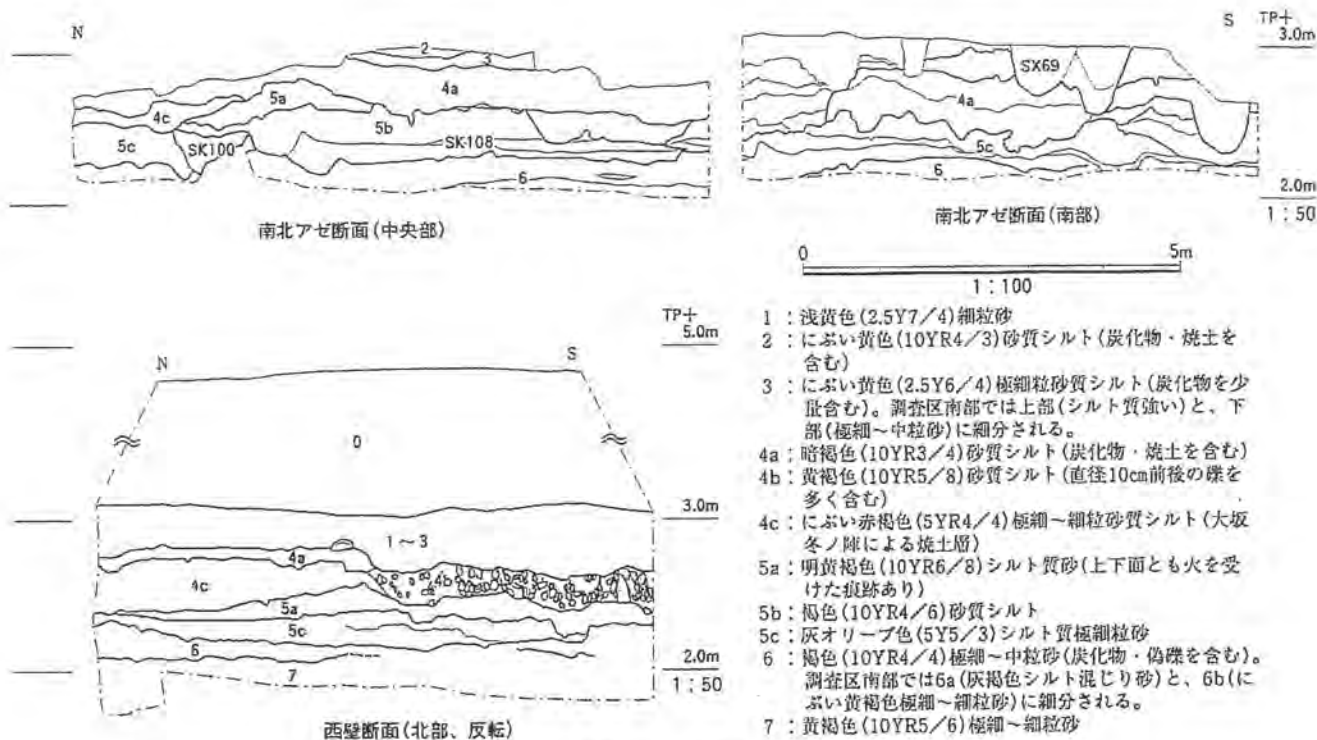 N
2
3
4a
5a
4c
5b
5c
SK100
SK108
6
南北アゼ断面(中央部)
S
TP+
3.0m
SX69
4a
5c
6
2.0m
1:50
南北アゼ断面(南部)
0
5m
1:100
TP+
5.0m
N
S
0
3.0m
1~3
4a
4b
4c
5a
5c
6
7
2.0m
1:50
西壁断面(北部、反転)
1 : 浅黄色(2.5Y7/4)細粒砂
2 : にぶい黄色(10YR4/3)砂質シルト(炭化物・焼土を
含む)
3 : にぶい黄色(2.5Y6/4)極細粒砂質シルト(炭化物を少
量含む)。調査区南部では上部(シルト質強い)と、下
部(極細~中粒砂)に細分される。
4a : 暗褐色(10YR3/4)砂質シルト(炭化物・焼土を含む)
4b : 黄褐色(10YR5/8)砂質シルト(直径10cm前後の礫を
多く含む)
4c : にぶい赤褐色(5YR4/4)極細~細粒砂質シルト(大坂
冬ノ陣による焼土層)
5a : 明黄褐色(10YR6/8)シルト質砂(上下面とも火を受
けた痕跡あり)
5b : 褐色(10YR4/6)砂質シルト
5c : 灰オリーブ色(5Y5/3)シルト質極細粒砂
6 : 褐色(10YR4/4)極細~中粒砂(炭化物・偽礫を含む)。
調査区南部では6a(灰褐色シルト混じり砂)と、6b(に
ぶい黄褐色極細~細粒砂)に細分される。
7 : 黄褐色(10YR5/6)極細~細粒砂